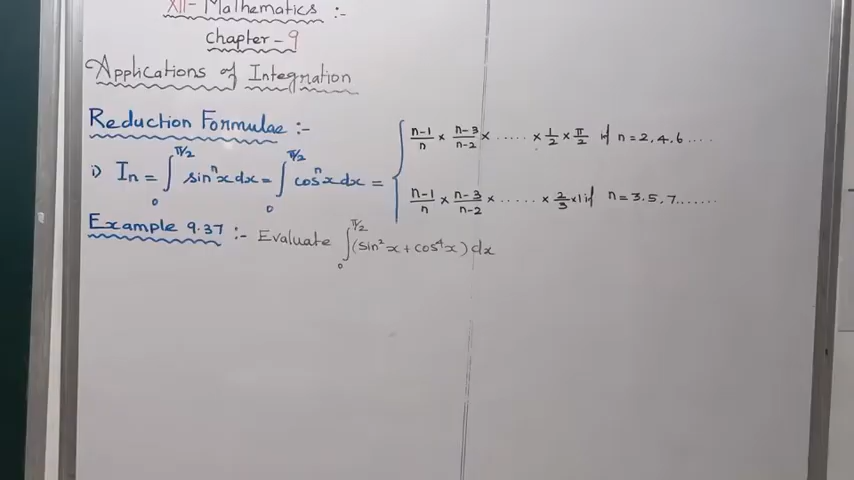 XII- Mathematics :-
Chapter - 9
Applications of Integration
Reduction Formulae :-
i) Iₙ = ∫₀^(π/2) sinⁿx dx = ∫₀^(π/2) cosⁿx dx = { (n-1)/n × (n-3)/(n-2) × ..... × 1/2 × π/2 if n = 2, 4, 6 ....
(n-1)/n × (n-3)/(n-2) × ..... × 2/3 × 1 if n = 3, 5, 7 .......
Example 9.37 :- Evaluate ∫₀^(π/2) (sin²x + cos⁴x) dx